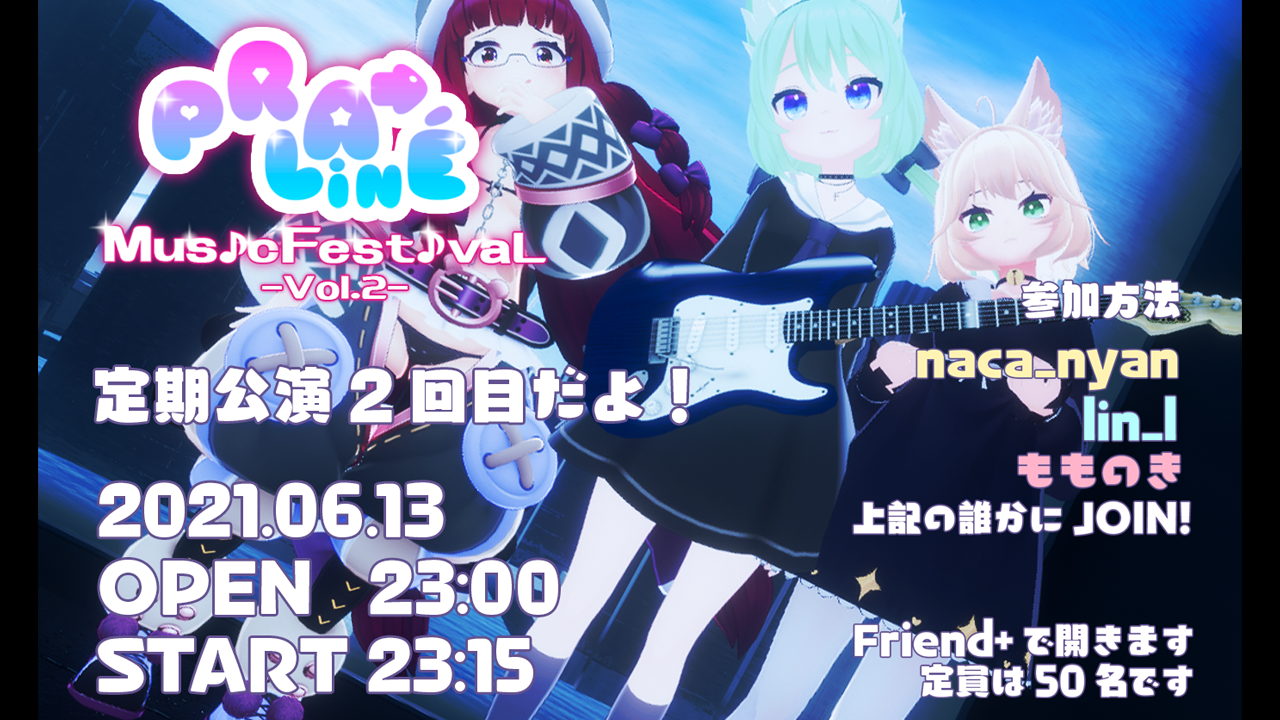 PRALINÉ
Mus♪cFest♪vaL
-Vol.2-
定期公演2回目だよ！
2021.06.13
OPEN 23:00
START 23:15
参加方法
naca_nyan
lin_l
もものき
上記の誰かにJOIN!
Friend+で開きます
定員は50名です